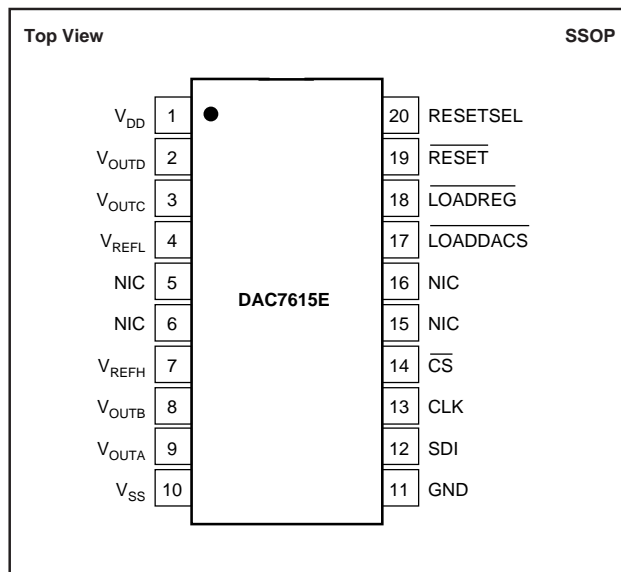 Top View SSOP
V_DD 1 20 RESETSEL
V_OUTD 2 19 RESET
V_OUTC 3 18 LOADREG
V_REFL 4 17 LOADDACS
NIC 5 16 NIC
DAC7615E
NIC 6 15 NIC
V_REFH 7 14 CS
V_OUTB 8 13 CLK
V_OUTA 9 12 SDI
V_SS 10 11 GND